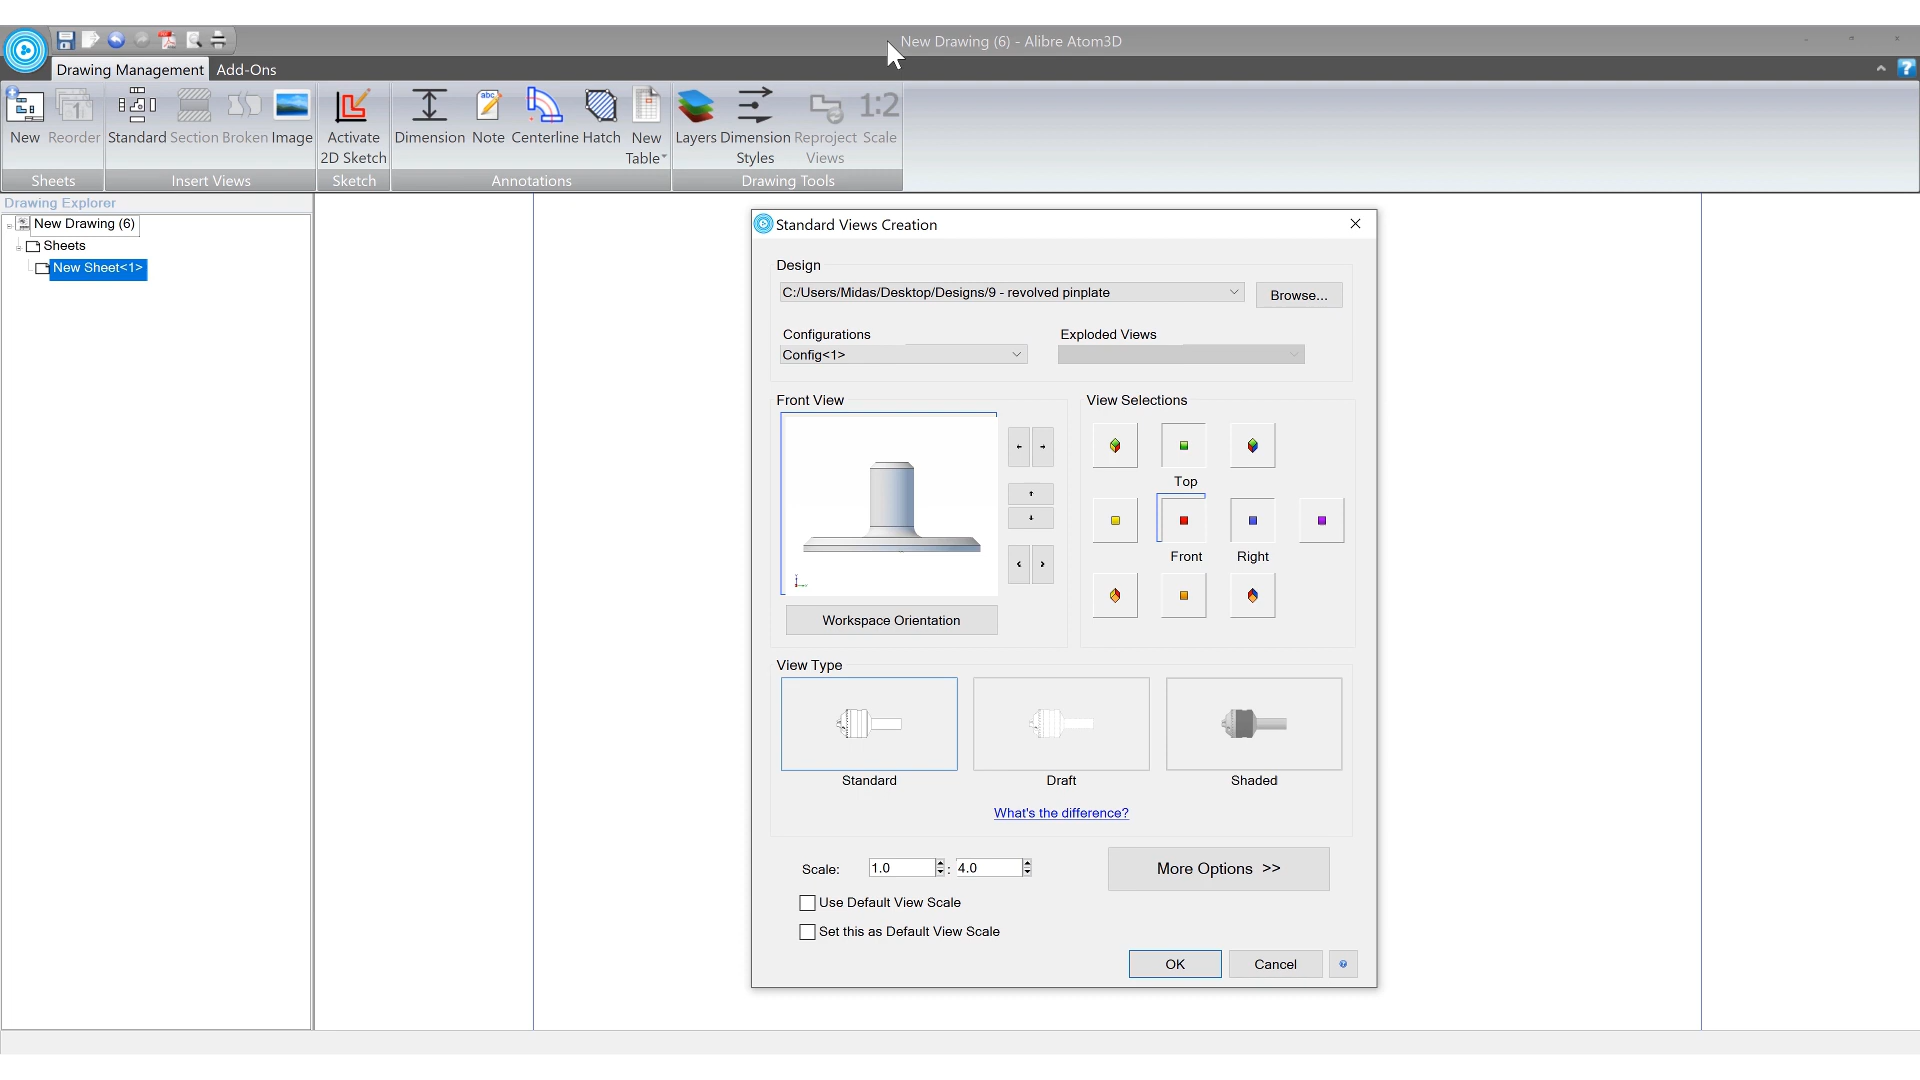 New Drawing (6) - Alibre Atom3D
Drawing Management Add-Ons
New Reorder Standard Section Broken Image Activate 2D Sketch Dimension Note Centerline Hatch New Table Layers Dimension Styles Reproject Views Scale
1:2
abc
Sheets Insert Views Sketch Annotations Drawing Tools
Drawing Explorer
New Drawing (6)
Sheets
New Sheet<1>
Standard Views Creation
Design
C:/Users/Midas/Desktop/Designs/9 - revolved pinplate
Browse...
Configurations Exploded Views
Config<1>
Front View View Selections
Top
Front Right
Workspace Orientation
View Type
Standard Draft Shaded
What's the difference?
Scale: 1.0 : 4.0 More Options >>
Use Default View Scale
Set this as Default View Scale
OK Cancel